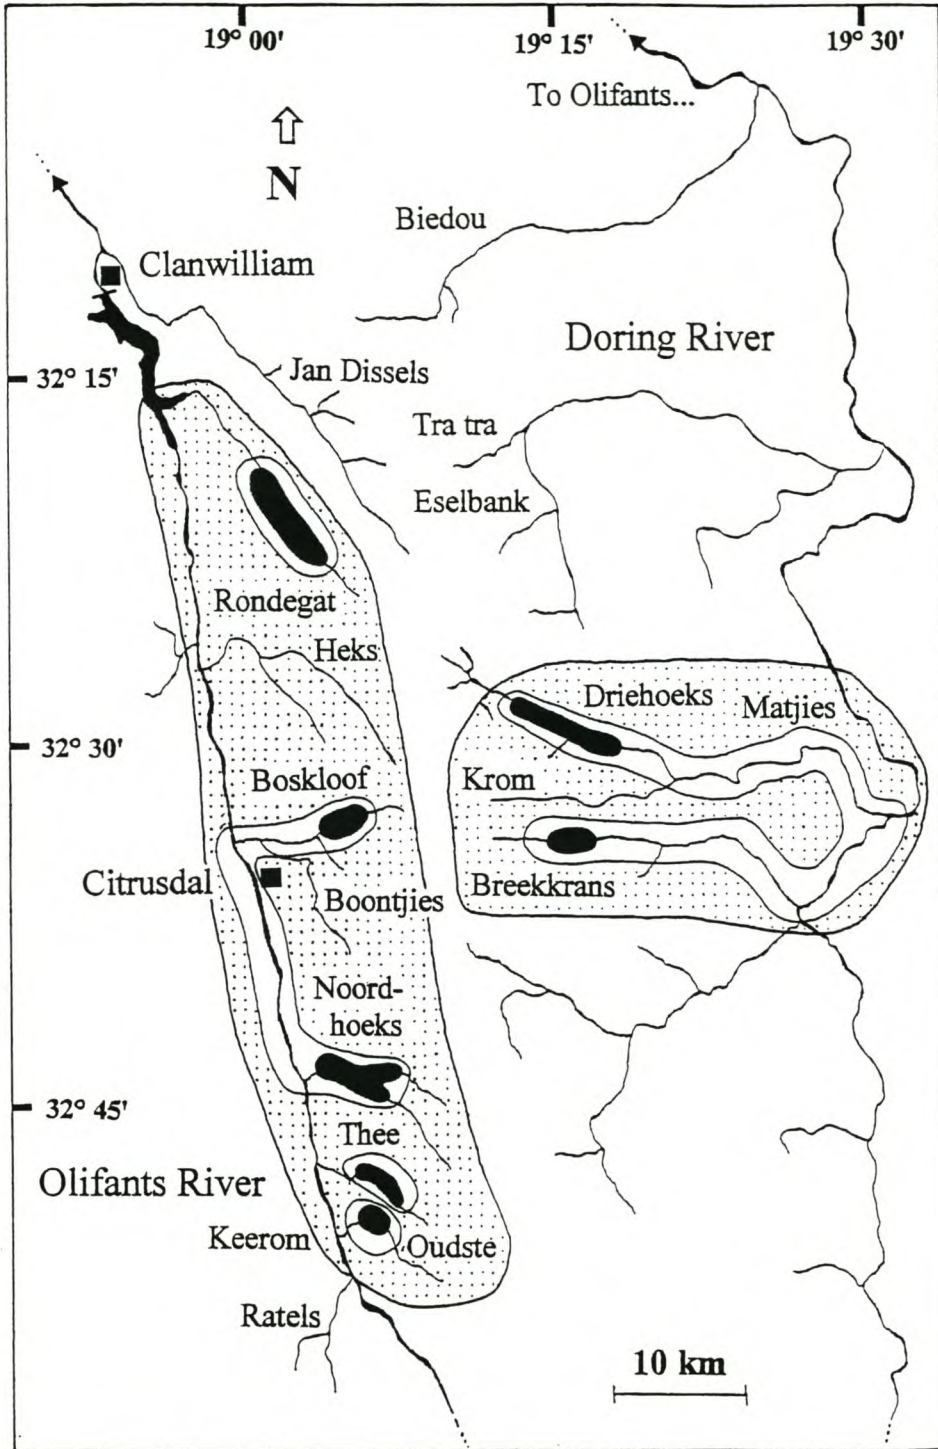 19° 00'
19° 15'
19° 30'
To Olifants...
N
Biedou
Clanwilliam
Doring River
32° 15'
Jan Dissels
Tra tra
Eselbank
Rondegat
Heks
Driehoeks
Matjies
32° 30'
Boskloof
Krom
Citrusdal
Boontjies
Breekkrans
Noord-
hoeks
32° 45'
Thee
Olifants River
Keerom
Oudste
Ratels
10 km